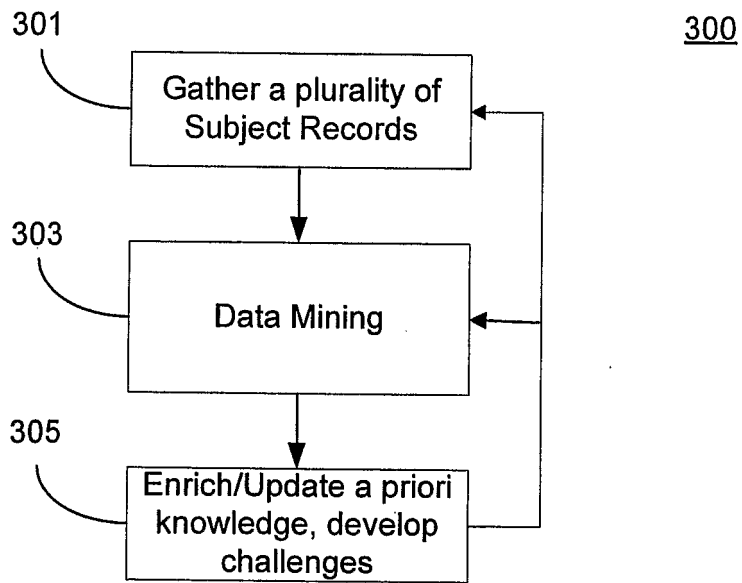 301
300
Gather a plurality of
Subject Records
303
Data Mining
305
Enrich/Update a priori
knowledge, develop
challenges